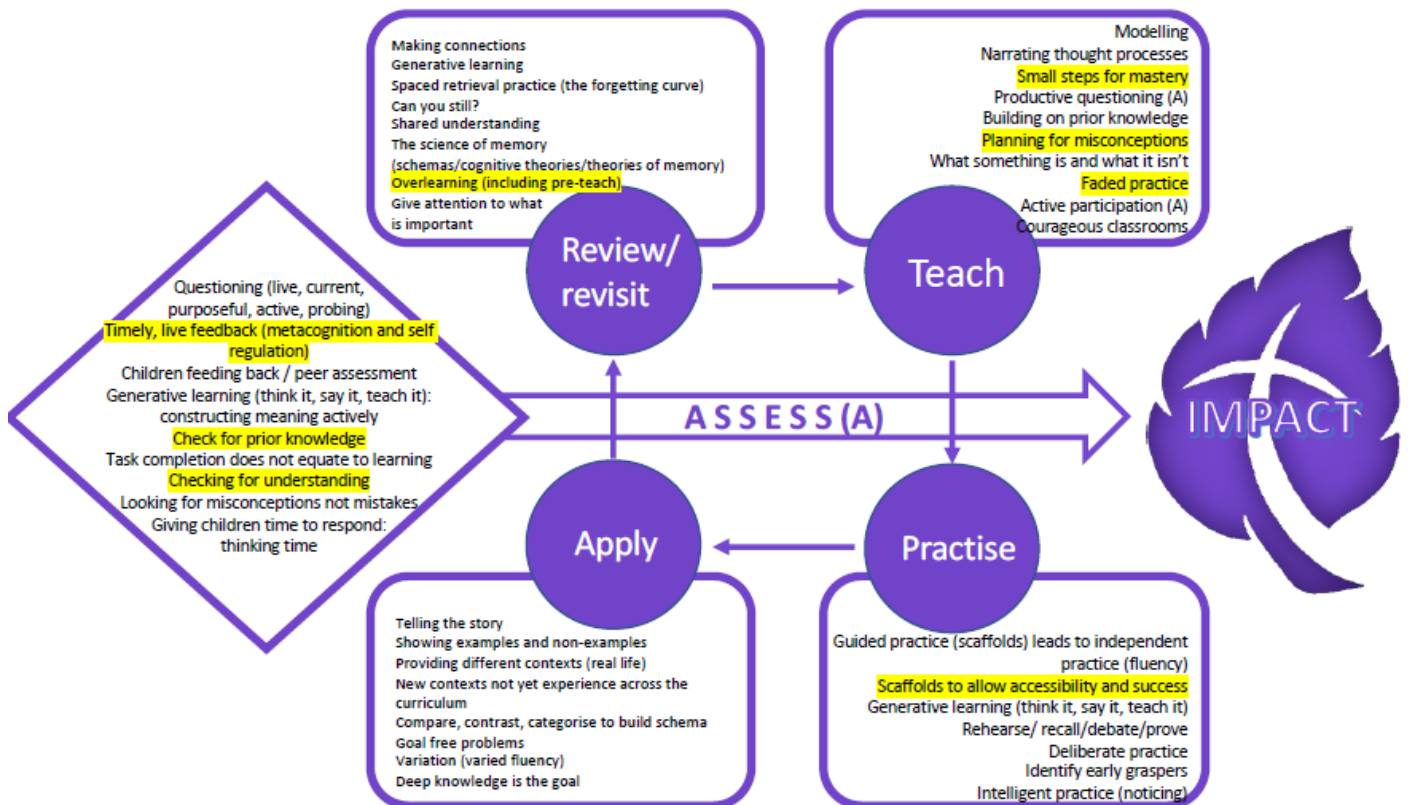 Making connections
Generative learning
Spaced retrieval practice (the forgetting curve)
Can you still?
Shared understanding
The science of memory
(schemas/cognitive theories/theories of memory)
Overlearning (including pre-teach)
Give attention to what
is important
Review/
revisit
Modelling
Narrating thought processes
Small steps for mastery
Productive questioning (A)
Building on prior knowledge
Planning for misconceptions
What something is and what it isn't
Faded practice
Active participation (A)
Courageous classrooms
Teach
Questioning (live, current,
purposeful, active, probing)
Timely, live feedback (metacognition and self
regulation)
Children feeding back / peer assessment
Generative learning (think it, say it, teach it):
constructing meaning actively
Check for prior knowledge
Task completion does not equate to learning
Checking for understanding
Looking for misconceptions not mistakes
Giving children time to respond:
thinking time
A S S E S S (A)
IMPACT
Apply
Telling the story
Showing examples and non-examples
Providing different contexts (real life)
New contexts not yet experience across the
curriculum
Compare, contrast, categorise to build schema
Goal free problems
Variation (varied fluency)
Deep knowledge is the goal
Practise
Guided practice (scaffolds) leads to independent
practice (fluency)
Scaffolds to allow accessibility and success
Generative learning (think it, say it, teach it)
Rehearse/ recall/debate/prove
Deliberate practice
Identify early graspers
Intelligent practice (noticing)